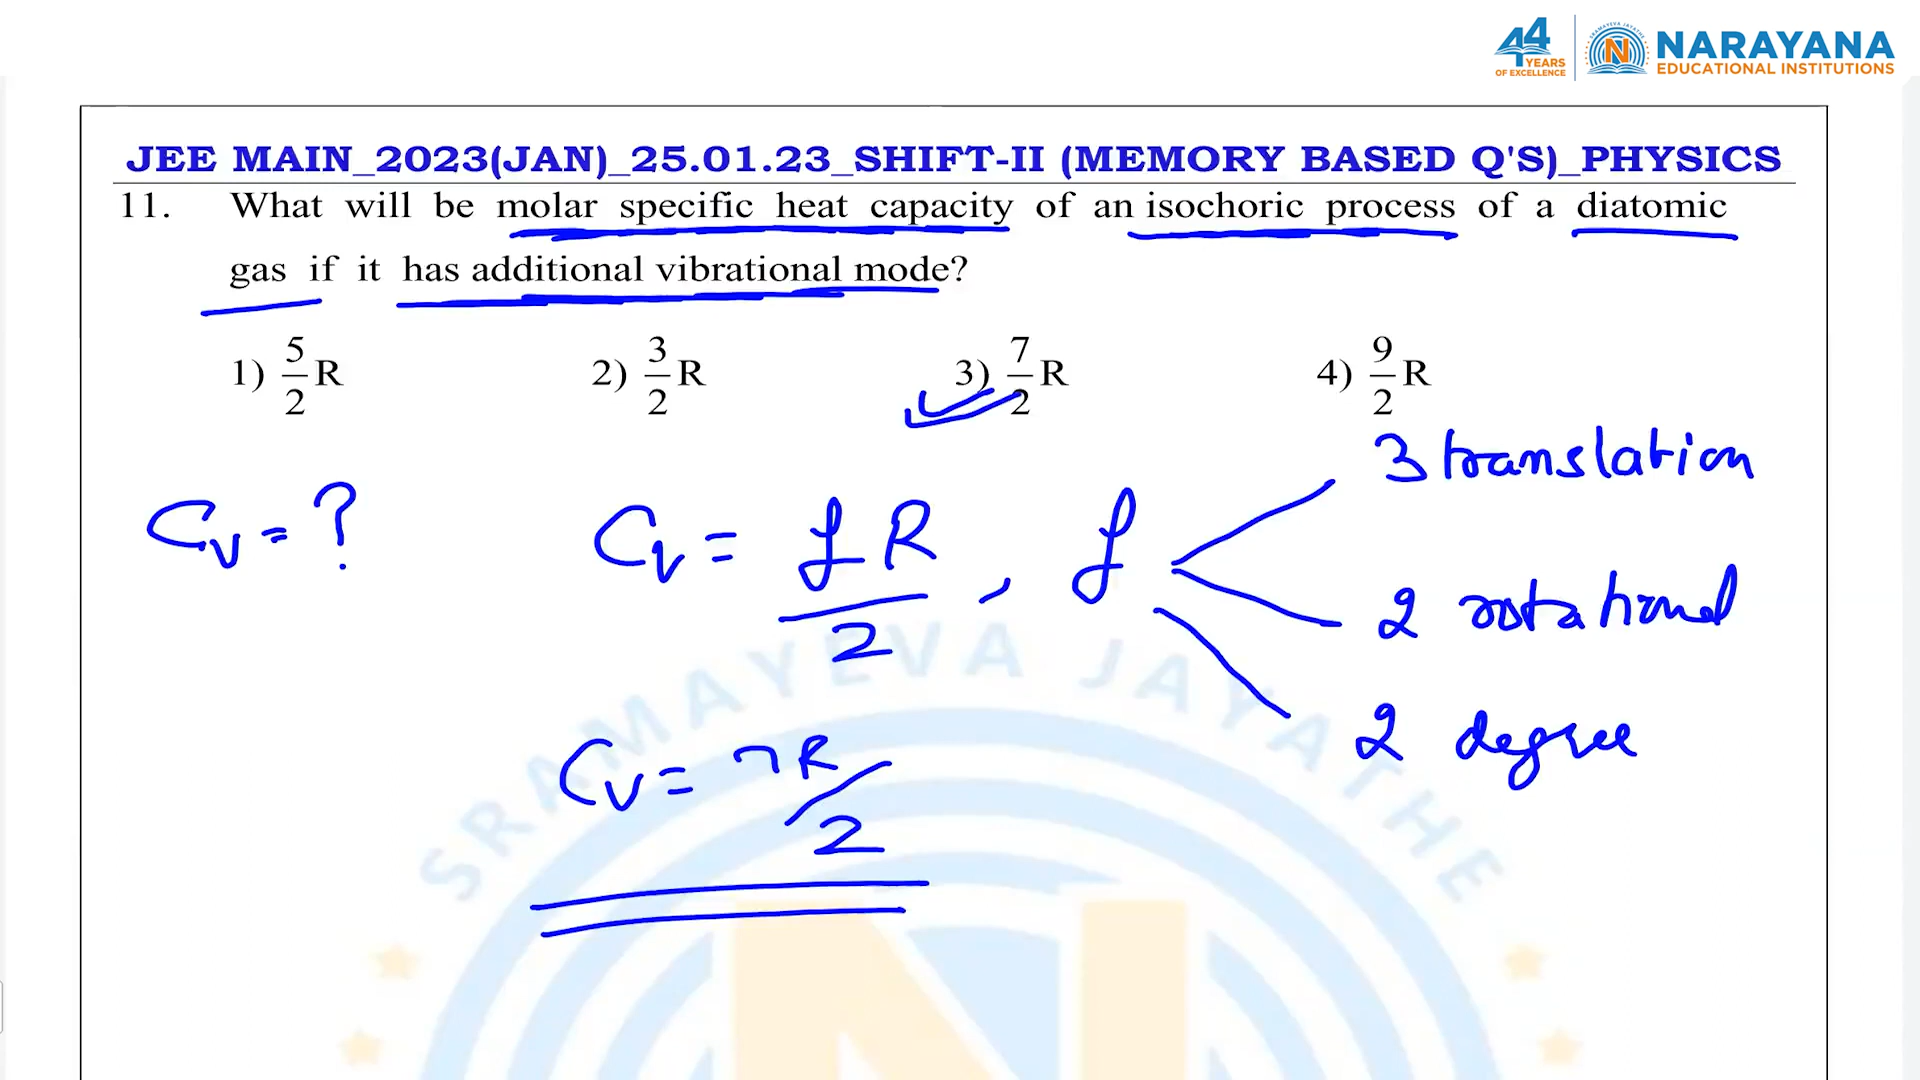 44
YEARS
OF EXCELLENCE
NARAYANA
EDUCATIONAL INSTITUTIONS
JEE MAIN_2023(JAN)_25.01.23_SHIFT-II (MEMORY BASED Q'S)_PHYSICS
11. What will be molar specific heat capacity of an isochoric process of a diatomic
gas if it has additional vibrational mode?
1) 5/2 R 2) 3/2 R 3) 7/2 R 4) 9/2 R
3 translation
Cv = ? Cv = fR/2 , f
2 rotational
2 degree
Cv = 7R/2
SRAMAYEVA JAYATHE
N